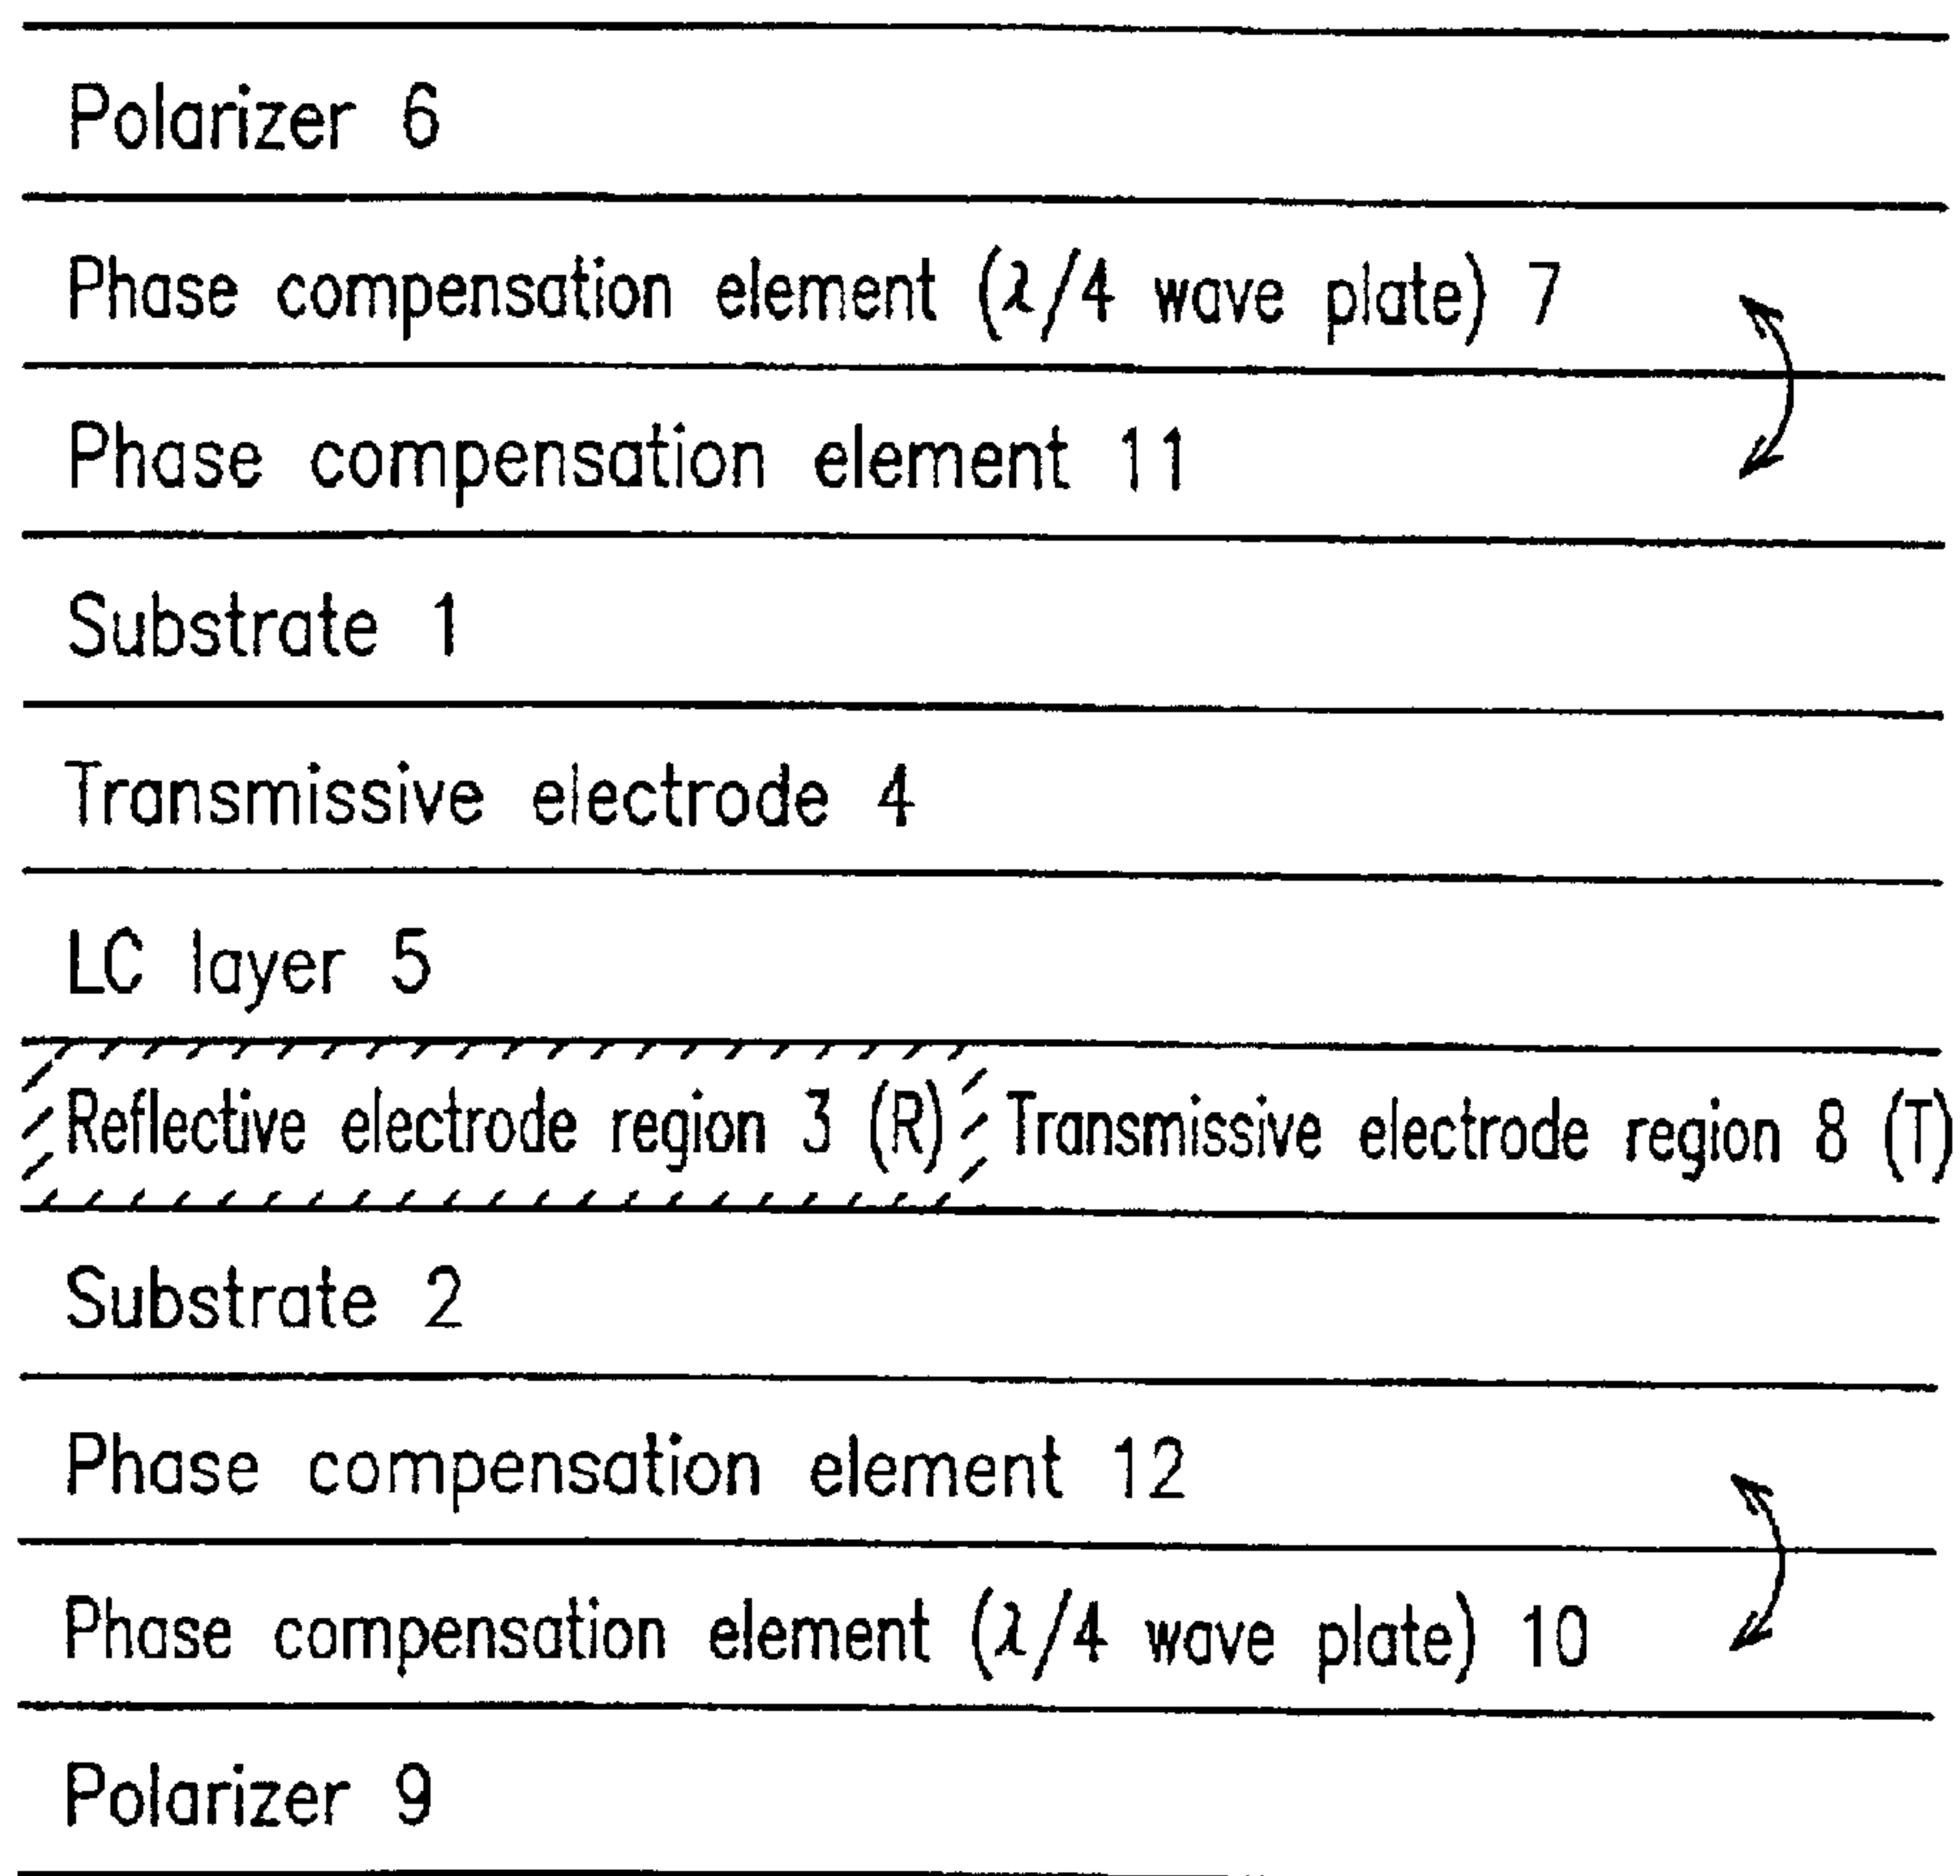 Polarizer 6
Phase compensation element (λ/4 wave plate) 7
Phase compensation element 11
Substrate 1
Transmissive electrode 4
LC layer 5
Reflective electrode region 3 (R) Transmissive electrode region 8 (T)
Substrate 2
Phase compensation element 12
Phase compensation element (λ/4 wave plate) 10
Polarizer 9